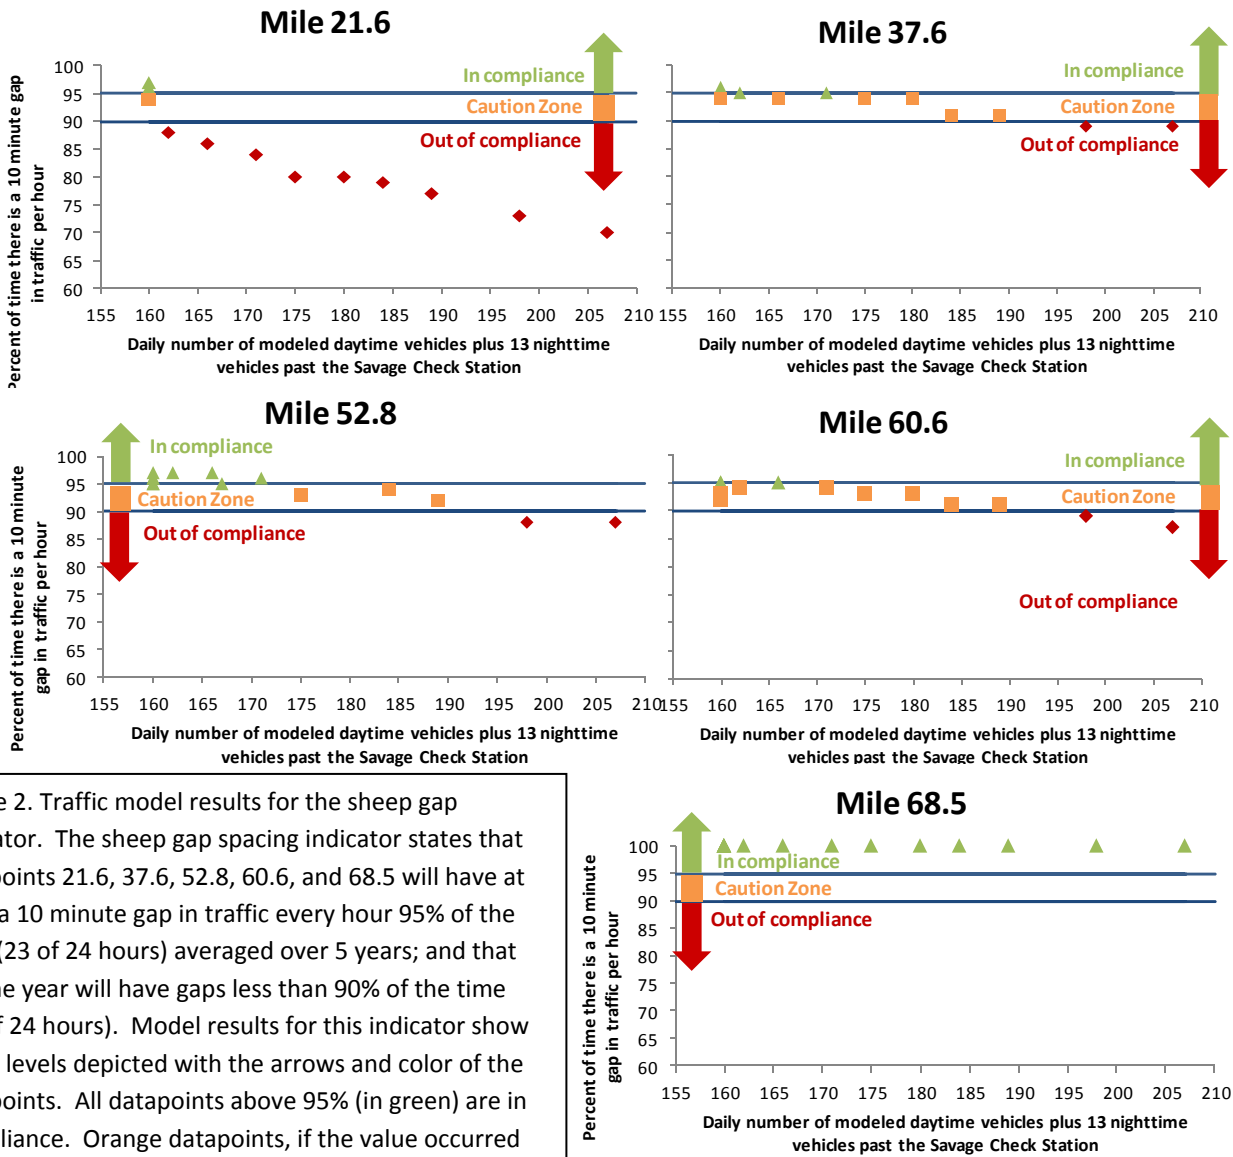 Mile 21.6
100
95
90
85
80
75
70
65
60
155 160 165 170 175 180 185 190 195 200 205 210
In compliance
Caution Zone
Out of compliance
Percent of time there is a 10 minute gap
in traffic per hour
Daily number of modeled daytime vehicles plus 13 nighttime
vehicles past the Savage Check Station
Mile 37.6
In compliance
Caution Zone
Out of compliance
155 160 165 170 175 180 185 190 195 200 205 210
Daily number of modeled daytime vehicles plus 13 nighttime
vehicles past the Savage Check Station
Mile 52.8
100
95
90
85
80
75
70
65
60
155 160 165 170 175 180 185 190 195 200 205 210
In compliance
Caution Zone
Out of compliance
Percent of time there is a 10 minute
gap in traffic per hour
Daily number of modeled daytime vehicles plus 13 nighttime
vehicles past the Savage Check Station
Mile 60.6
In compliance
Caution Zone
Out of compliance
155 160 165 170 175 180 185 190 195 200 205 210
Daily number of modeled daytime vehicles plus 13 nighttime
vehicles past the Savage Check Station
e 2. Traffic model results for the sheep gap
ator. The sheep gap spacing indicator states that
points 21.6, 37.6, 52.8, 60.6, and 68.5 will have at
a 10 minute gap in traffic every hour 95% of the
(23 of 24 hours) averaged over 5 years; and that
e year will have gaps less than 90% of the time
f 24 hours). Model results for this indicator show
levels depicted with the arrows and color of the
points. All datapoints above 95% (in green) are in
liance. Orange datapoints, if the value occurred
Mile 68.5
100
95
90
85
80
75
70
65
60
155 160 165 170 175 180 185 190 195 200 205 210
In compliance
Caution Zone
Out of compliance
Percent of time there is a 10 minute
gap in traffic per hour
Daily number of modeled daytime vehicles plus 13 nighttime
vehicles past the Savage Check Station